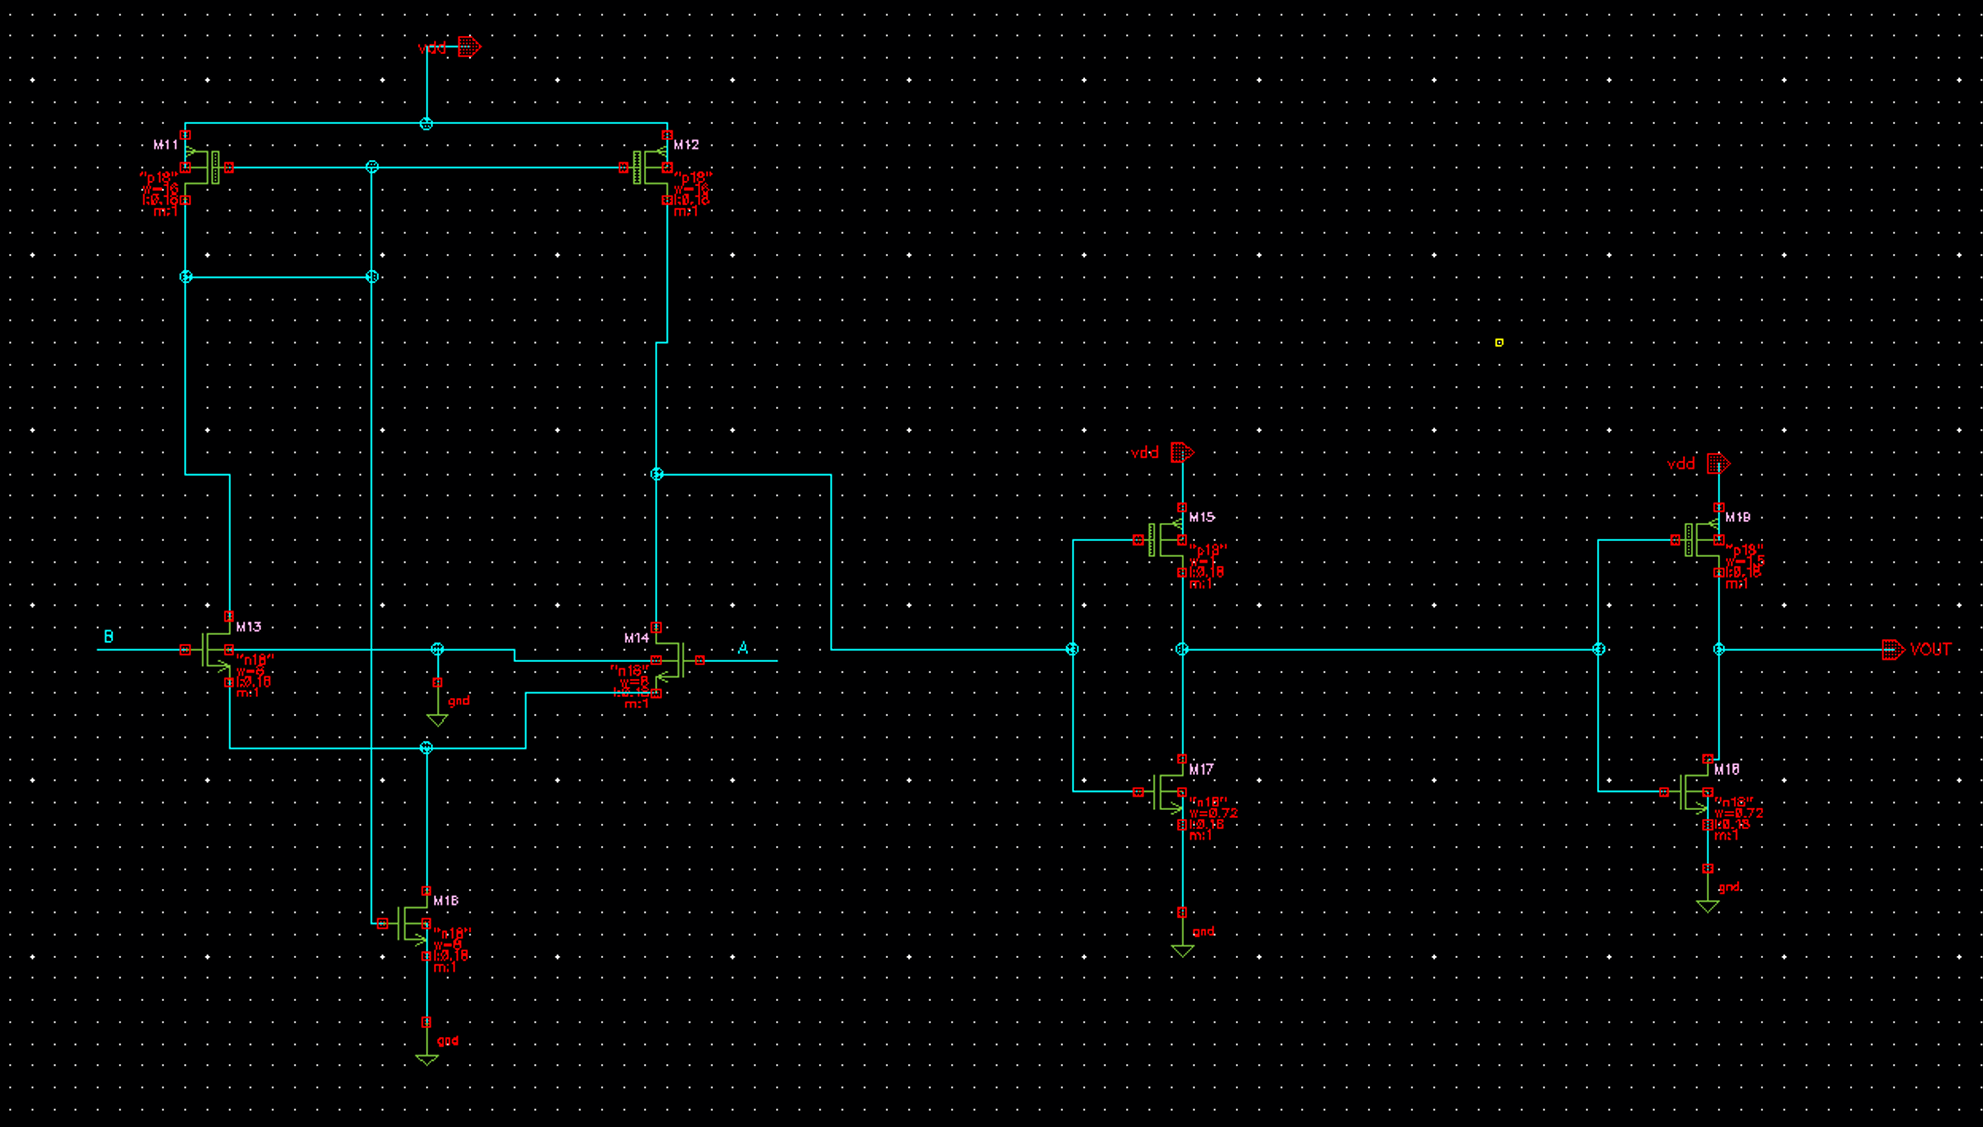 vdd
M11
"p18"
w=16
l:0.18
m:1
M12
"p18"
w=16
l:0.18
m:1
B
M13
"n18"
w=8
l:0.18
m:1
gnd
M14
"n18"
w=8
l:0.18
m:1
A
M16
"n18"
w=8
l:0.18
m:1
gnd
vdd
M15
"p18"
w=1
l:0.18
m:1
M17
"n18"
w=0.72
l:0.18
m:1
gnd
vdd
"p18"
w=1.5
l:0.18
m:1
VOUT
"n18"
w=0.72
l:0.18
m:1
gnd